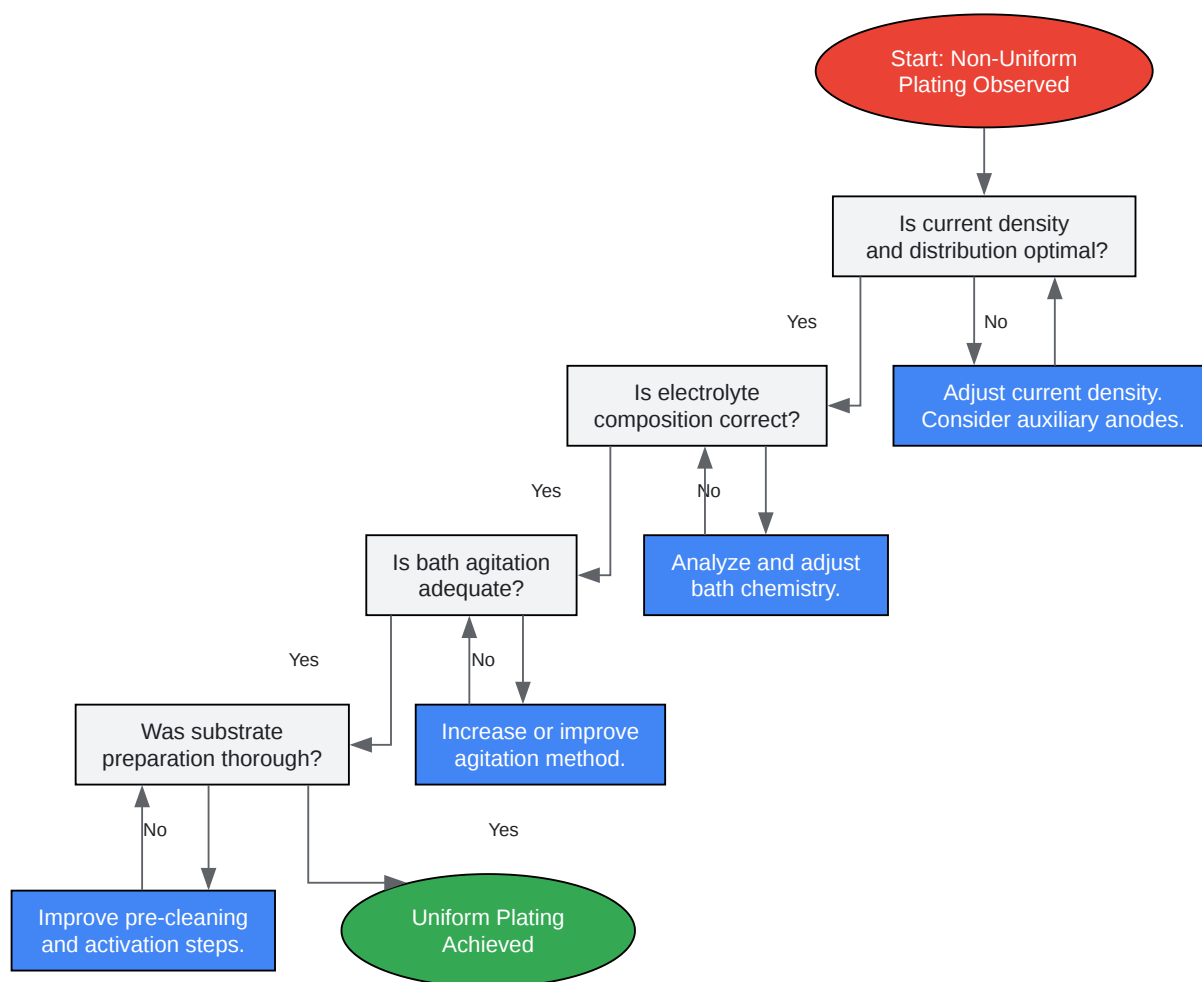 Start: Non-Uniform
Plating Observed
Is current density
and distribution optimal?
Yes
No
Adjust current density.
Consider auxiliary anodes.
Is electrolyte
composition correct?
Yes
No
Analyze and adjust
bath chemistry.
Is bath agitation
adequate?
Yes
No
Increase or improve
agitation method.
Was substrate
preparation thorough?
No
Yes
Improve pre-cleaning
and activation steps.
Uniform Plating
Achieved